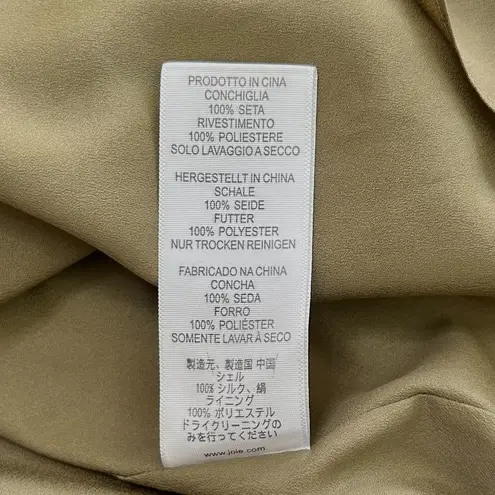 PRODOTTO IN CINA
CONCHIGLIA
100% SETA
RIVESTIMENTO
100% POLIESTERE
SOLO LAVAGGIO A SECCO
HERGESTELLT IN CHINA
SCHALE
100% SEIDE
FUTTER
100% POLYESTER
NUR TROCKEN REINIGEN
FABRICADO NA CHINA
CONCHA
100% SEDA
FORRO
100% POLIÉSTER
SOMENTE LAVAR À SECO
製造元、製造国 中国
シェル
100% シルク、絹
ライニング
100% ポリエステル
ドライクリーニングの
みを行ってください
www.joie.com